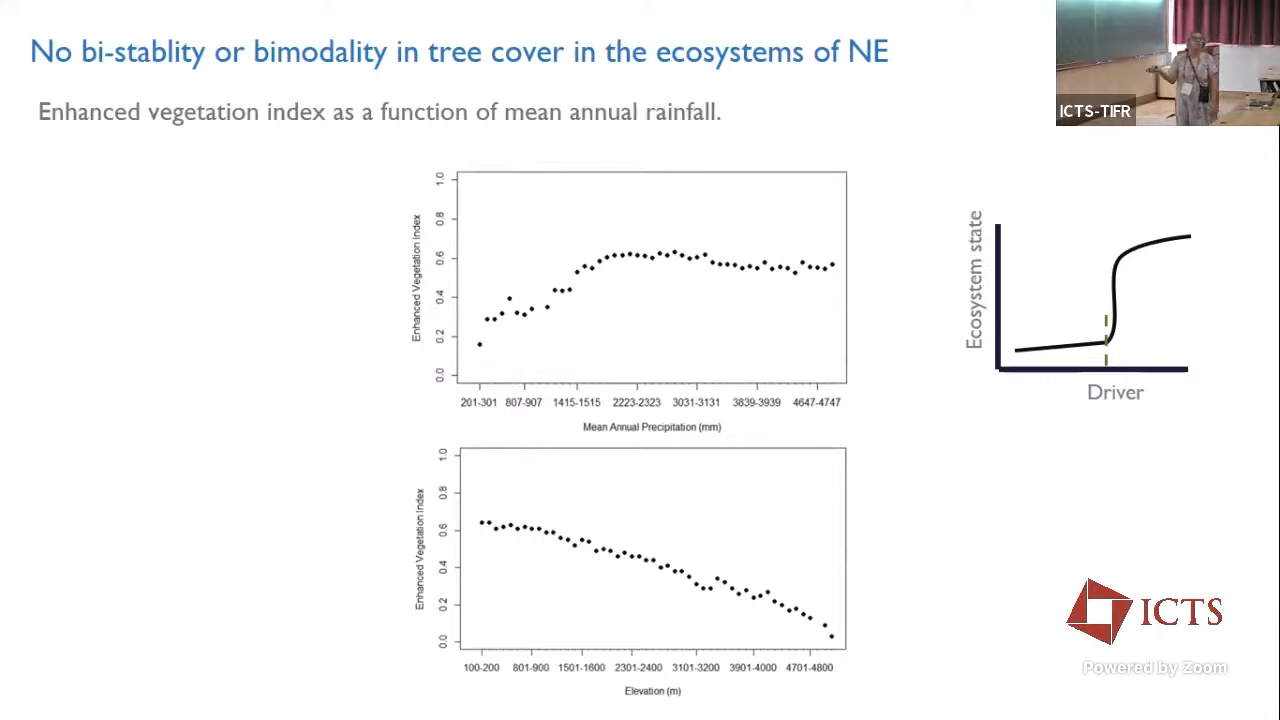 No bi-stablity or bimodality in tree cover in the ecosystems of NE
Enhanced vegetation index as a function of mean annual rainfall.
ICTS-TIFR
1.0
0.8
0.6
0.4
0.2
0.0
Enhanced Vegetation Index
201-301 807-907 1415-1515 2223-2323 3031-3131 3839-3939 4647-4747
Mean Annual Precipitation (mm)
Ecosystem state
Driver
1.0
0.8
0.6
0.4
0.2
0.0
Enhanced Vegetation Index
100-200 801-900 1501-1600 2301-2400 3101-3200 3901-4000 4701-4800
Elevation (m)
ICTS
Powered by Zoom